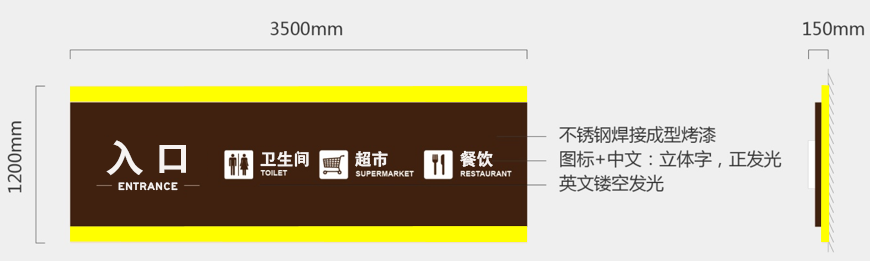 3500mm
150mm
1200mm
入口
ENTRANCE
卫生间
TOILET
超市
SUPERMARKET
餐饮
RESTAURANT
不锈钢焊接成型烤漆
图标+中文：立体字，正发光
英文镂空发光